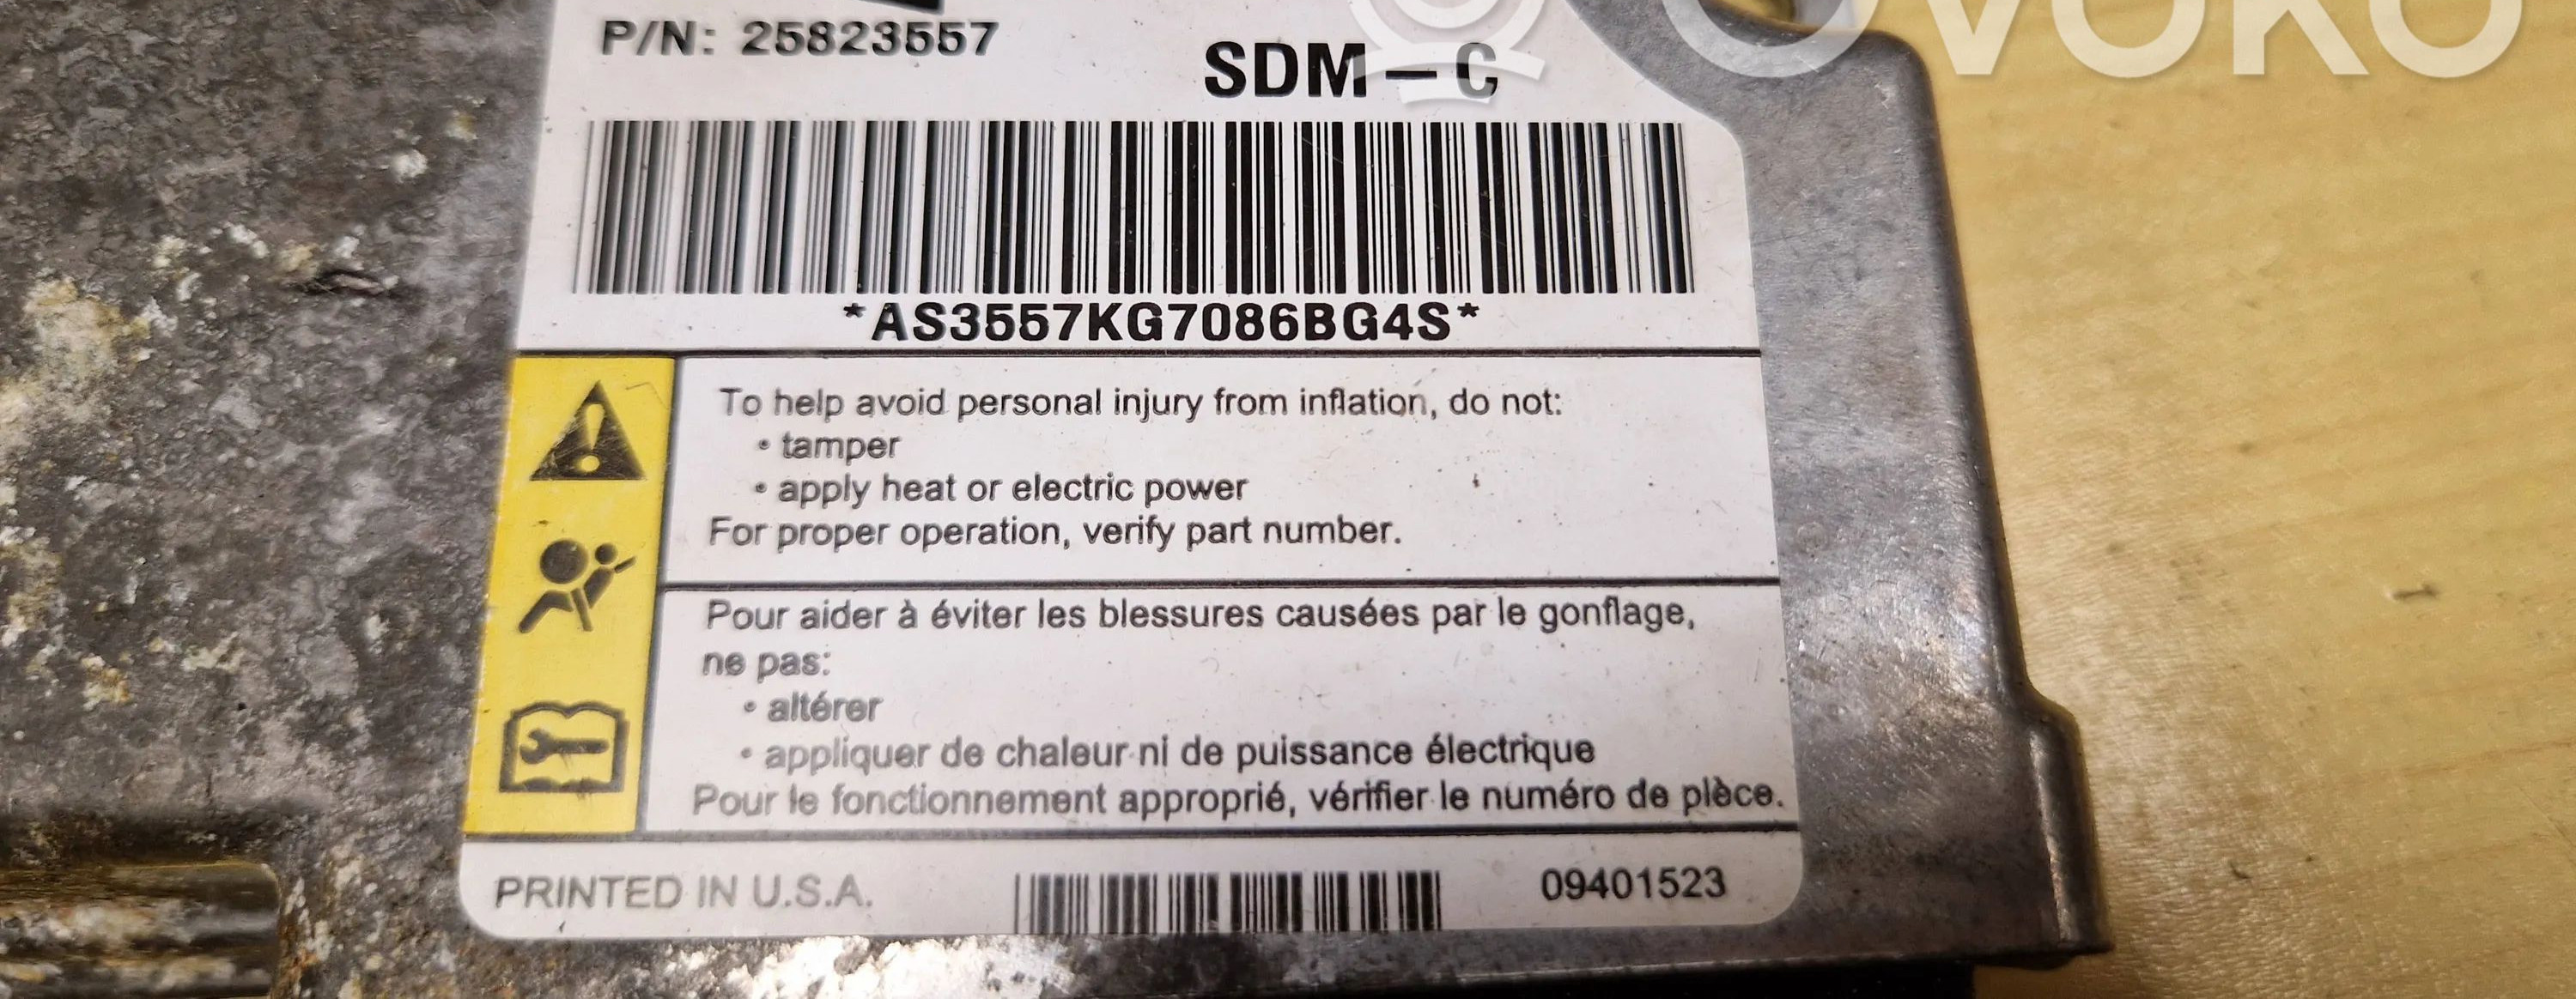 OVOKO
P/N: 25823557
SDM – C
*AS3557KG7086BG4S*
To help avoid personal injury from inflation, do not:
• tamper
• apply heat or electric power
For proper operation, verify part number.
Pour aider à éviter les blessures causées par le gonflage,
ne pas:
• altérer
• appliquer de chaleur ni de puissance électrique
Pour le fonctionnement approprié, vérifier le numéro de plèce.
PRINTED IN U.S.A.
09401523